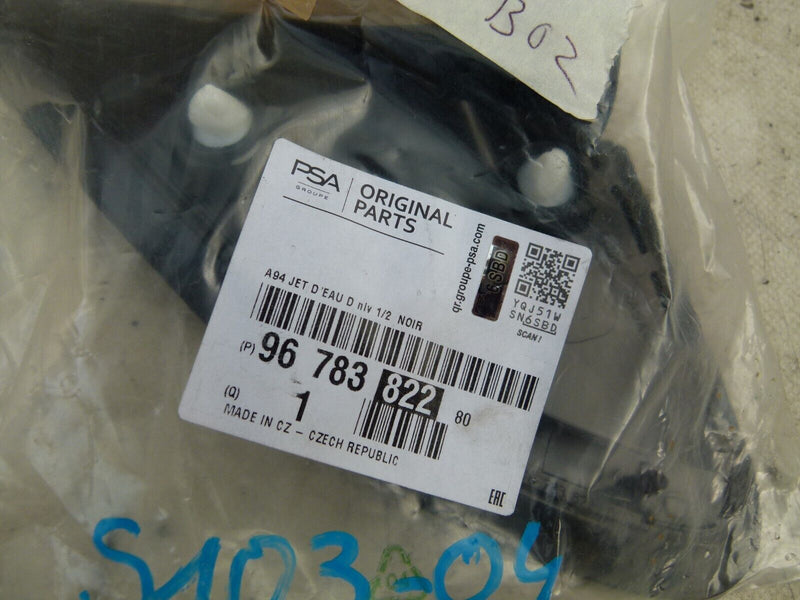 B02
PSA
GROUPE
ORIGINAL
PARTS
qr.groupe-psa.com
6SBD
YQJ51W
SN6SBD
SCAN!
A94 JET D'EAU D niv 1/2 NOIR
(P) 96 783 822 80
(Q) 1
MADE IN CZ - CZECH REPUBLIC
EAC
S103-04